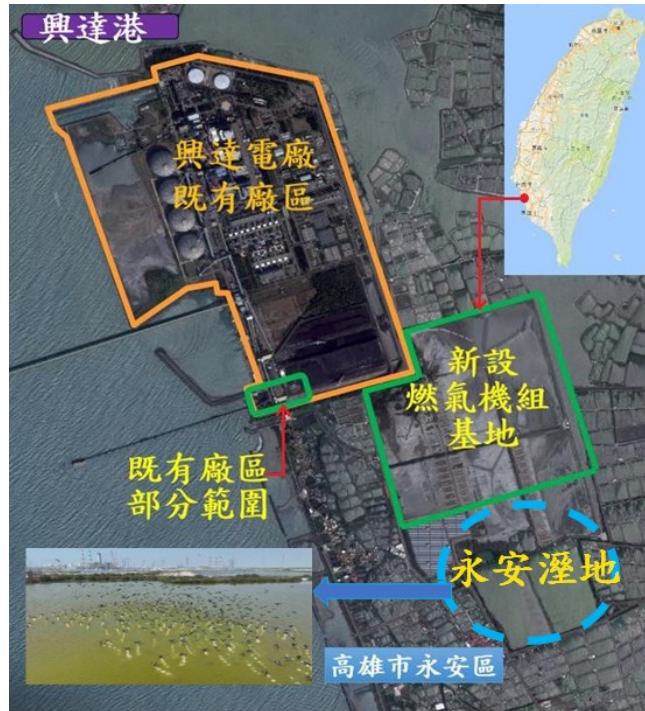 興達港
興達電廠
既有廠區
新設
燃氣機組
基地
既有廠區
部分範圍
永安溼地
高雄市永安區